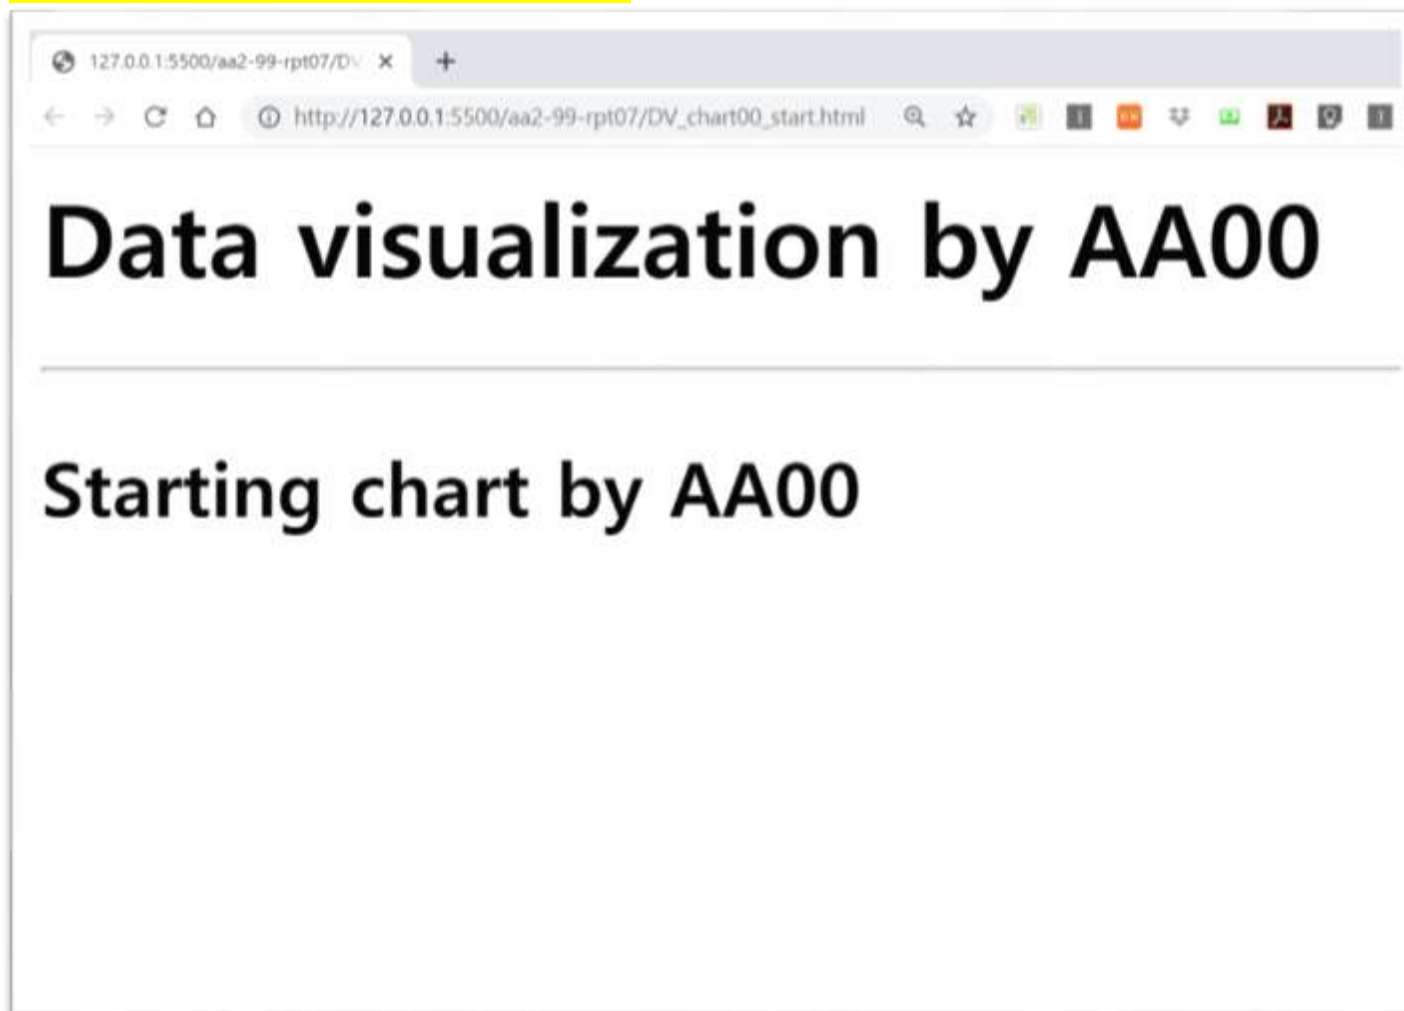 127.0.0.1:5500/aa2-99-rpt07/DV
http://127.0.0.1:5500/aa2-99-rpt07/DV_chart00_start.html
Data visualization by AA00
Starting chart by AA00